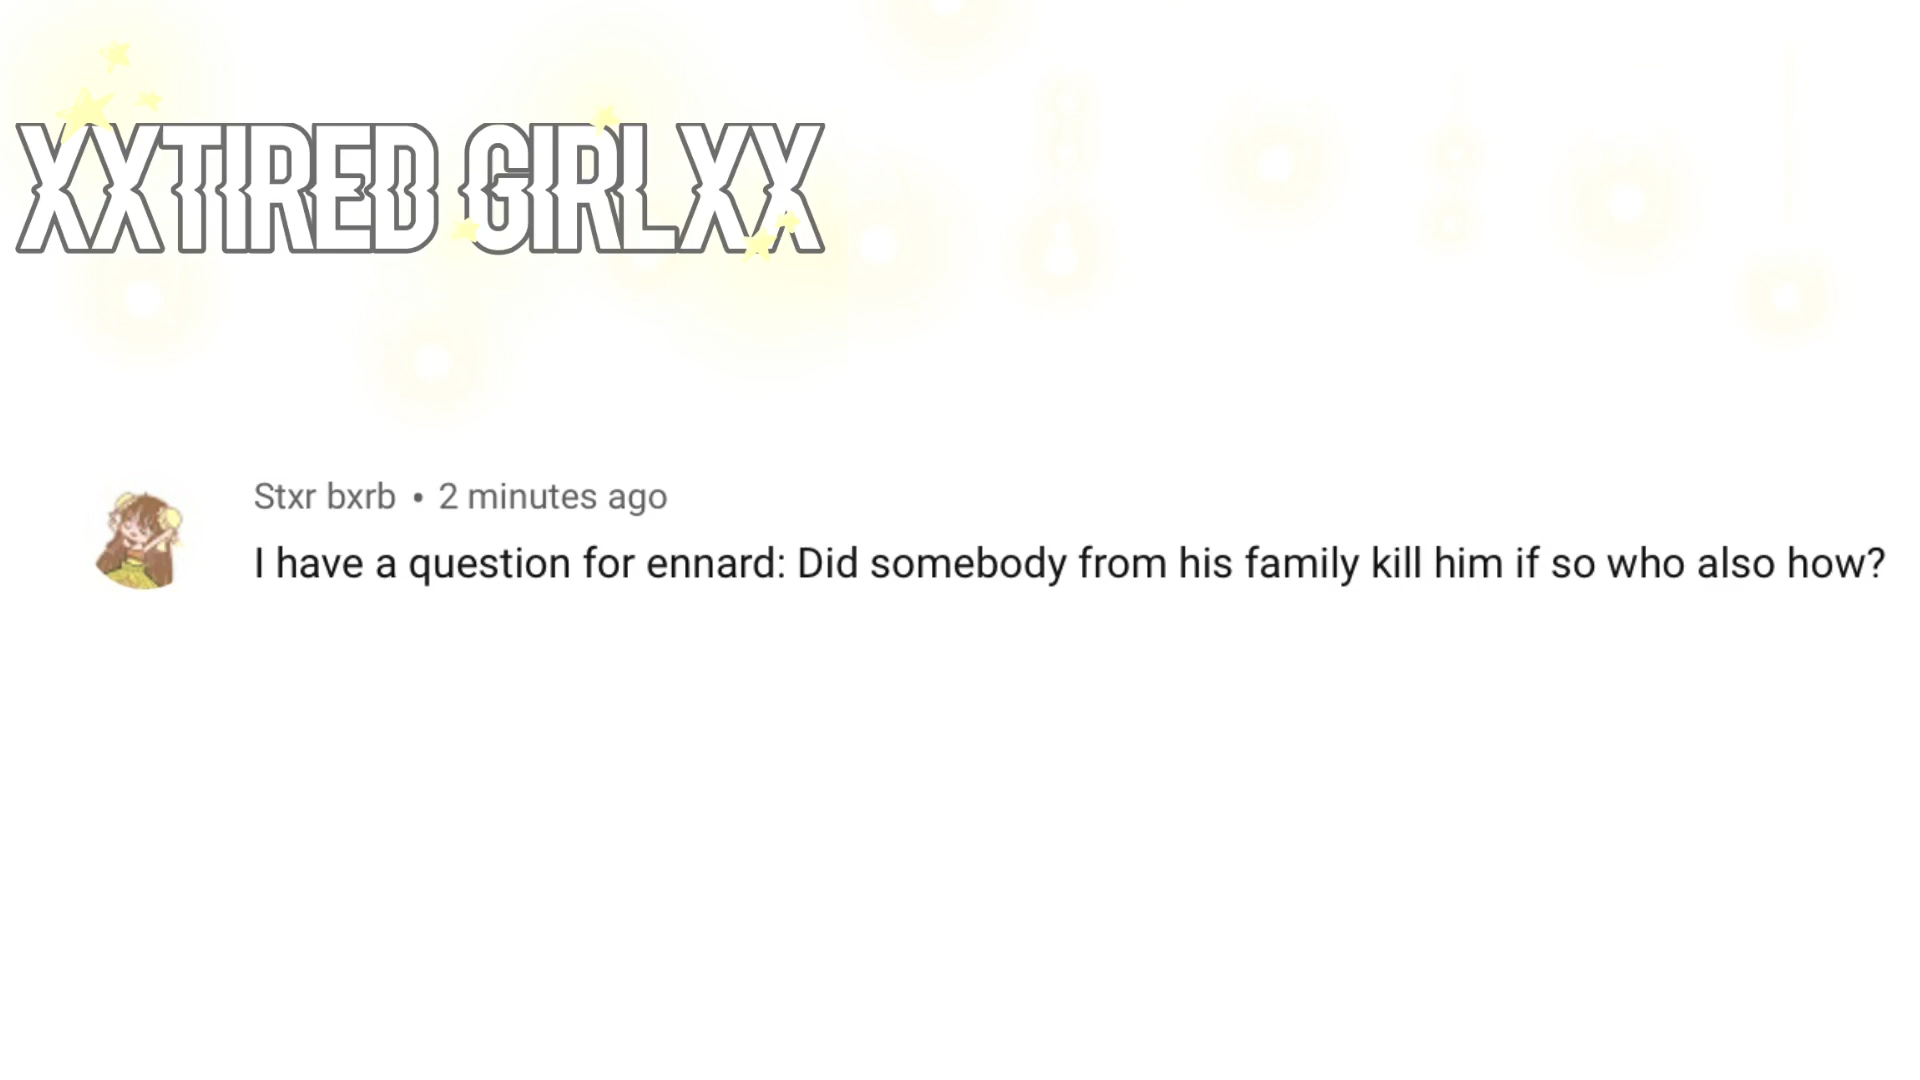 XXTIRED GIRLXX
Stxr bxrb • 2 minutes ago
I have a question for ennard: Did somebody from his family kill him if so who also how?